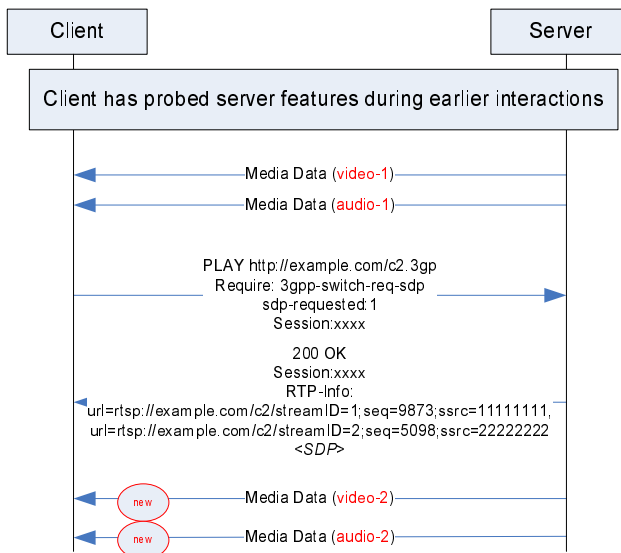 Client
Server
Client has probed server features during earlier interactions
Media Data (video-1)
Media Data (audio-1)
PLAY http://example.com/c2.3gp
Require: 3gpp-switch-req-sdp
sdp-requested:1
Session:xxxx
200 OK
Session:xxxx
RTP-Info:
url=rtsp://example.com/c2/streamID=1;seq=9873;ssrc=11111111,
url=rtsp://example.com/c2/streamID=2;seq=5098;ssrc=22222222
<SDP>
new
Media Data (video-2)
new
Media Data (audio-2)